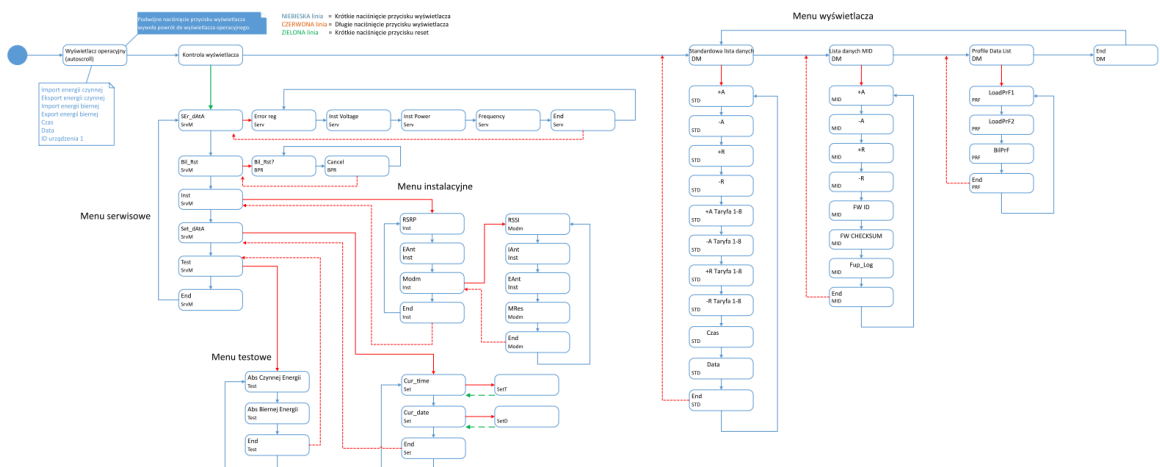 Podwójne naciśnięcie przycisku wyświetlacza
wywoła powrót do wyświetlacza operacyjnego
NIEBIESKA linia = Krótkie naciśnięcie przycisku wyświetlacza
CZERWONA linia = Długie naciśnięcie przycisku wyświetlacza
ZIELONA linia = Krótkie naciśnięcie przycisku reset
Menu wyświetlacza
Wyświetlacz operacyjny
(autoscroll)
Kontrola wyświetlacza
Standardowa lista danych
DM
Lista danych MID
DM
Profile Data List
DM
End
DM
Import energii czynnej
Eksport energii czynnej
Import energii biernej
Export energii biernej
Czas
Data
ID urządzenia 1
SEr_dAtA
SrvM
Error reg
Serv
Inst Voltage
Serv
Inst Power
Serv
Frequency
Serv
End
Serv
Bil_Rst
SrvM
Bil_Rst?
BPR
Cancel
BPR
Menu serwisowe
Inst
SrvM
Set_dAtA
SrvM
Test
SrvM
End
SrvM
Menu instalacyjne
RSRP
Inst
EAnt
Inst
Modm
Inst
End
Inst
RSSI
Modm
IAnt
Inst
EAnt
Inst
MRes
Modm
End
Modm
Menu testowe
Abs Czynnej Energii
Test
Abs Biernej Energii
Test
End
Test
Cur_time
Set
SetT
Cur_date
Set
SetD
End
Set
+A
STD
-A
STD
+R
STD
-R
STD
+A Taryfa 1-8
STD
-A Taryfa 1-8
STD
+R Taryfa 1-8
STD
-R Taryfa 1-8
STD
Czas
STD
Data
STD
End
STD
+A
MID
-A
MID
+R
MID
-R
MID
FW ID
MID
FW CHECKSUM
MID
Fup_Log
MID
End
MID
LoadPrF1
PRF
LoadPrF2
PRF
BilPrF
PRF
End
PRF